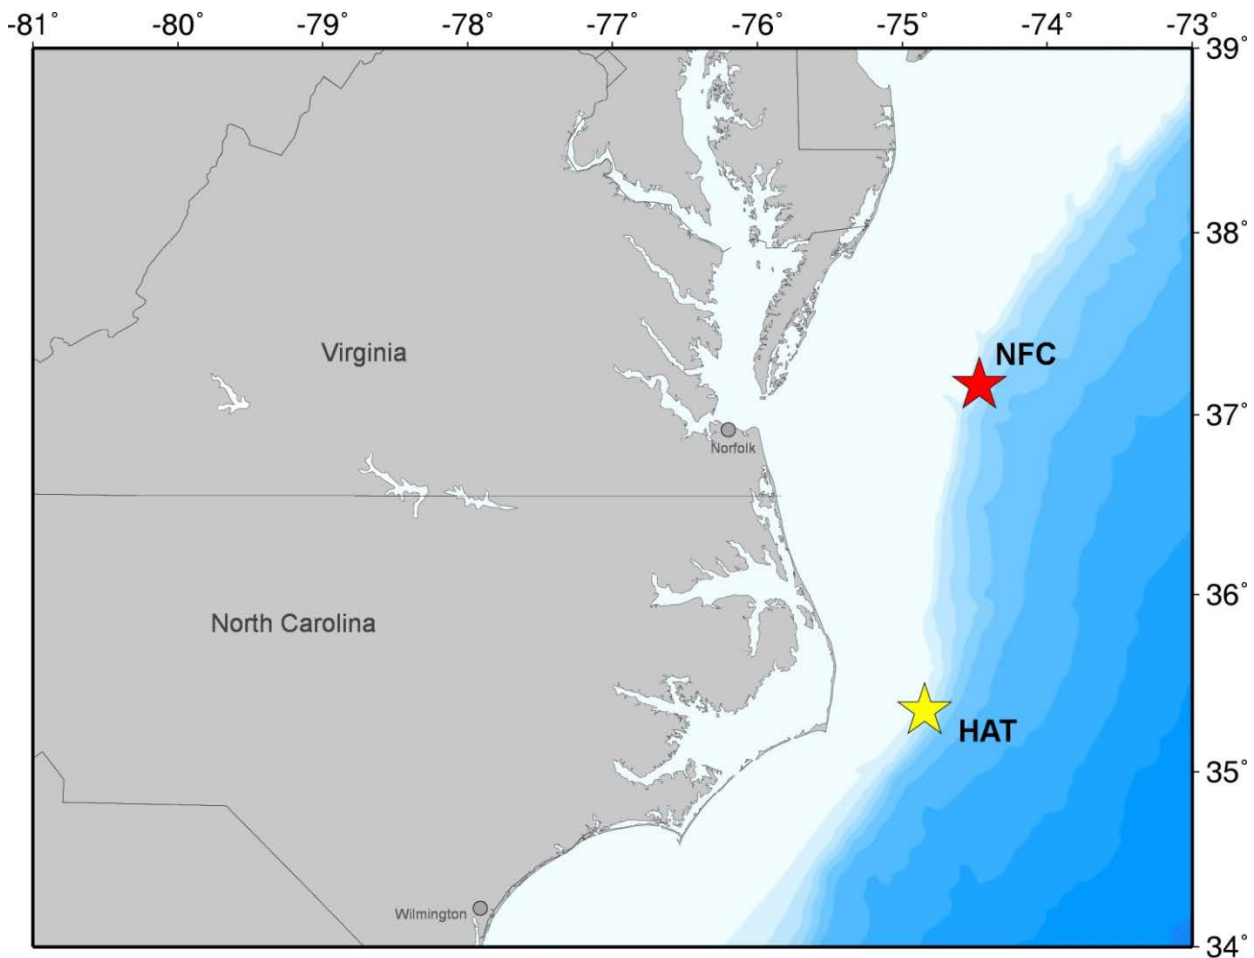 -81˚ -80˚ -79˚ -78˚ -77˚ -76˚ -75˚ -74˚ -73˚
39˚
38˚
Virginia
NFC
37˚
Norfolk
36˚
North Carolina
HAT
35˚
Wilmington
34˚